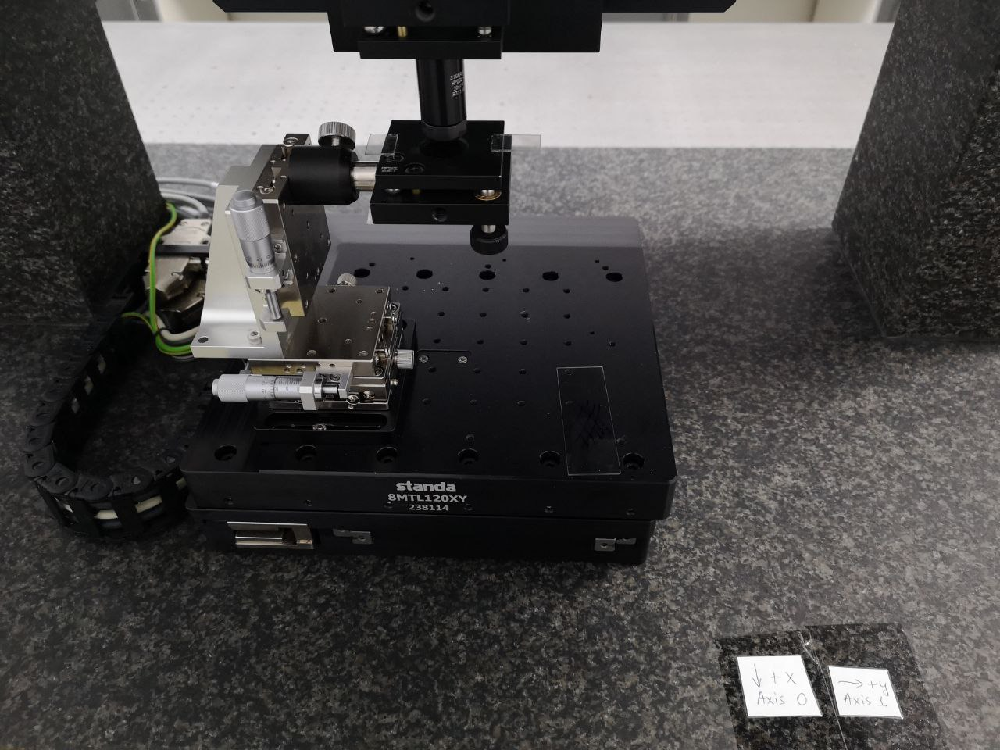 standa
8MTL120XY
238114
↓ +x
Axis 0
→ +y
Axis 1